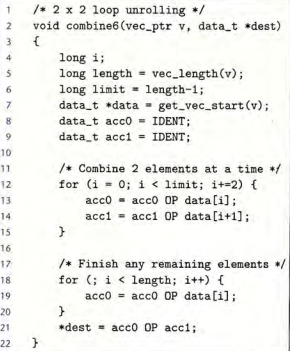 1 /* 2 x 2 loop unrolling */
2 void combine6(vec_ptr v, data_t *dest)
3 {
4     long i;
5     long length = vec_length(v);
6     long limit = length-1;
7     data_t *data = get_vec_start(v);
8     data_t acc0 = IDENT;
9     data_t acc1 = IDENT;
10
11     /* Combine 2 elements at a time */
12     for (i = 0; i < limit; i+=2) {
13         acc0 = acc0 OP data[i];
14         acc1 = acc1 OP data[i+1];
15     }
16
17     /* Finish any remaining elements */
18     for (; i < length; i++) {
19         acc0 = acc0 OP data[i];
20     }
21     *dest = acc0 OP acc1;
22 }